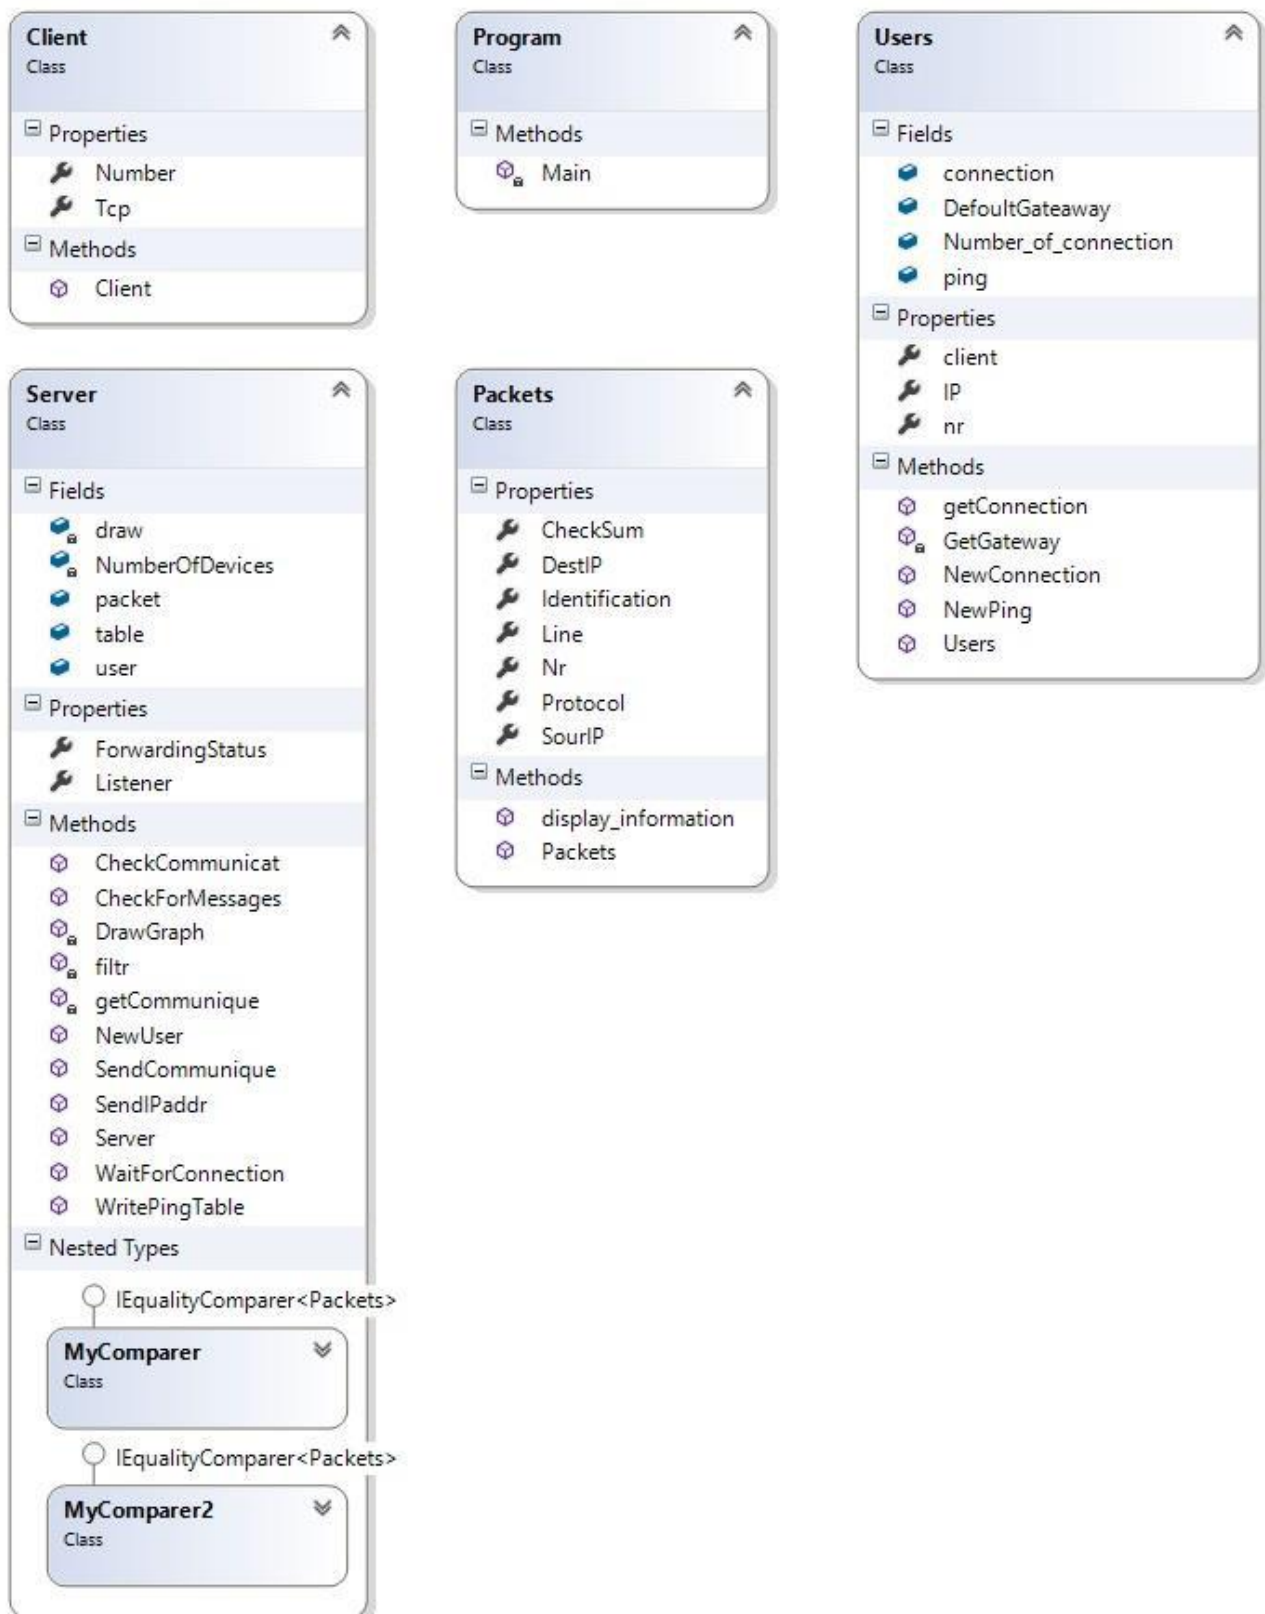 Client
Class
Properties
Number
Tcp
Methods
Client
Program
Class
Methods
Main
Users
Class
Fields
connection
DefoultGateaway
Number_of_connection
ping
Properties
client
IP
nr
Methods
getConnection
GetGateway
NewConnection
NewPing
Users
Server
Class
Fields
draw
NumberOfDevices
packet
table
user
Properties
ForwardingStatus
Listener
Methods
CheckCommunicat
CheckForMessages
DrawGraph
filtr
getCommunique
NewUser
SendCommunique
SendIPaddr
Server
WaitForConnection
WritePingTable
Nested Types
IEqualityComparer<Packets>
MyComparer
Class
IEqualityComparer<Packets>
MyComparer2
Class
Packets
Class
Properties
CheckSum
DestIP
Identification
Line
Nr
Protocol
SourIP
Methods
display_information
Packets